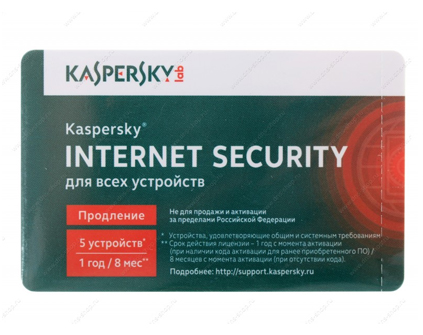 KASPERSKY lab
Kaspersky®
INTERNET SECURITY
для всех устройств
Продление
Не для продажи и активации
за пределами Российской Федерации
5 устройств*
1 год / 8 мес**
* Устройства, удовлетворяющие общим и системным требованиям
** Срок действия лицензии – 1 год с момента активации
(при наличии кода активации для ранее приобретенного ПО) /
8 месяцев с момента активации (при отсутствии кода).
Подробнее: http://support.kaspersky.ru